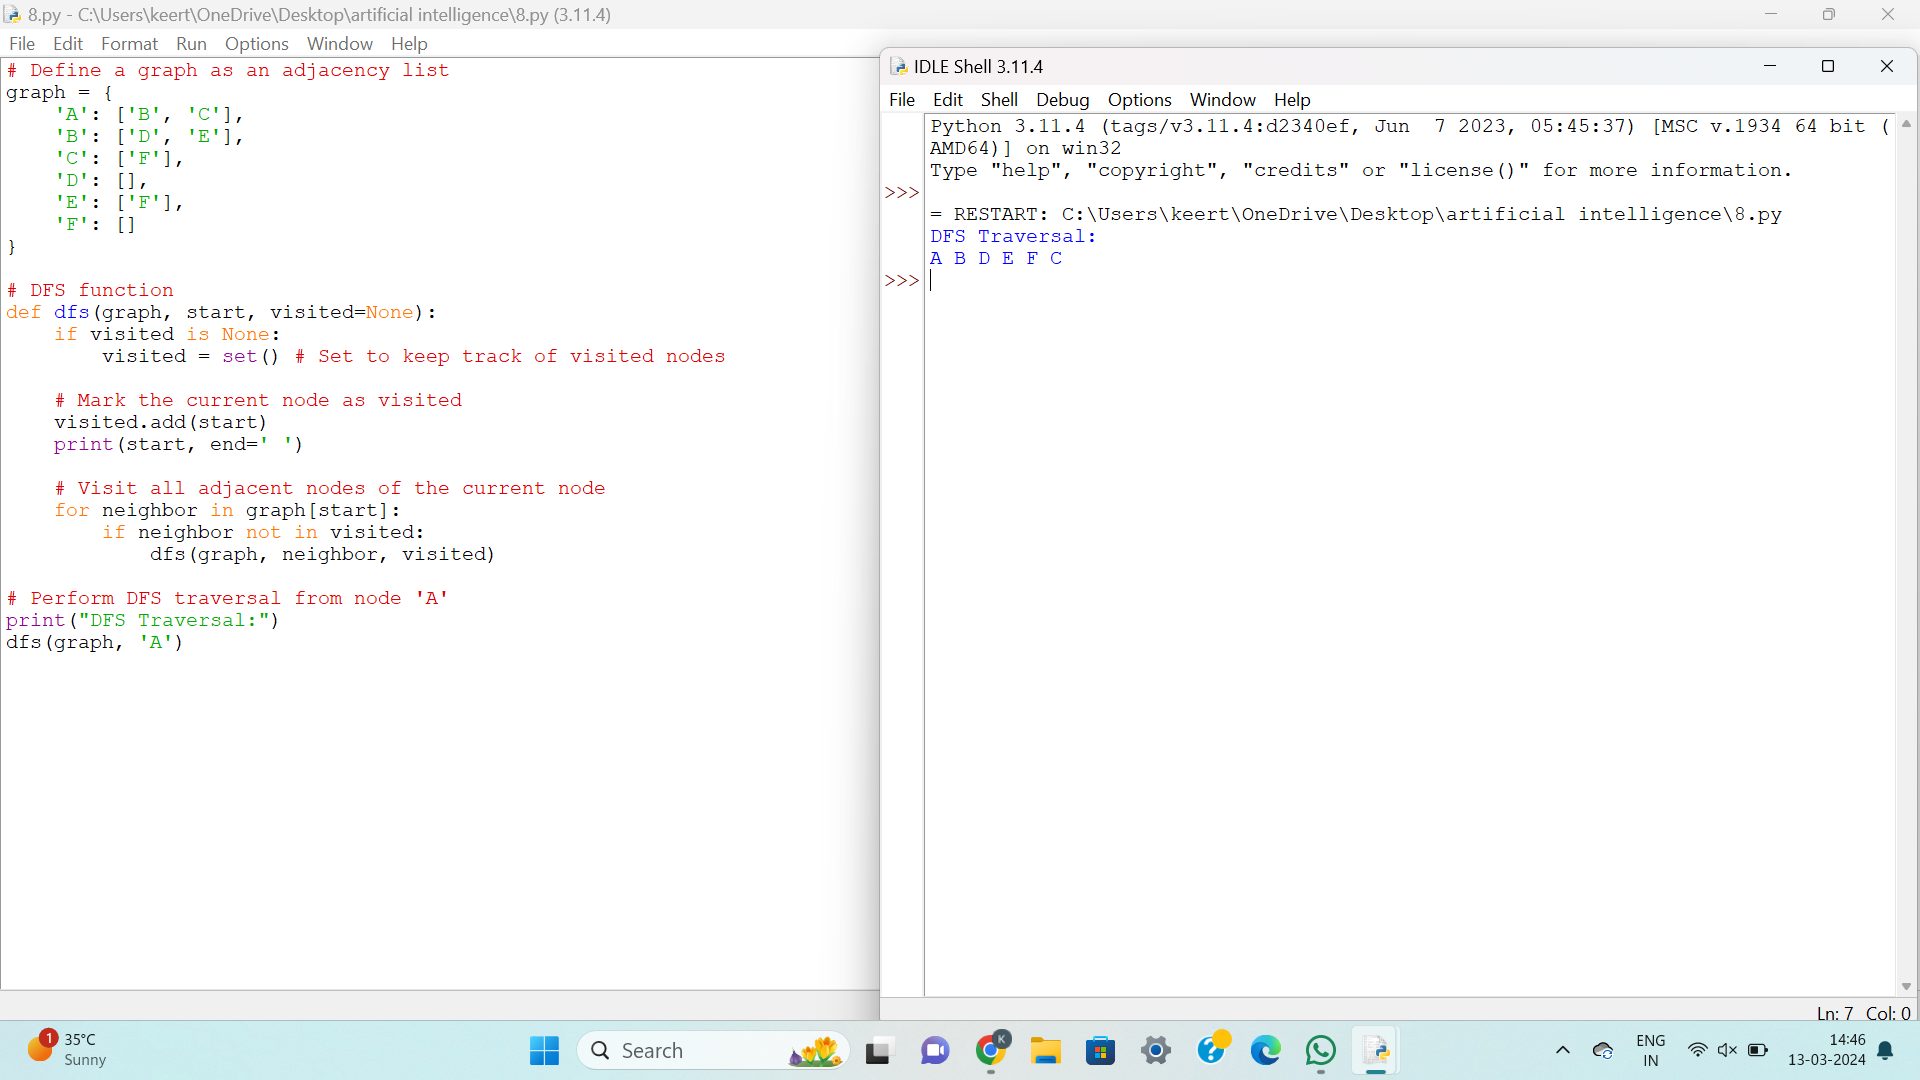 8.py - C:\Users\keert\OneDrive\Desktop\artificial intelligence\8.py (3.11.4)
File Edit Format Run Options Window Help
# Define a graph as an adjacency list
graph = {
    'A': ['B', 'C'],
    'B': ['D', 'E'],
    'C': ['F'],
    'D': [],
    'E': ['F'],
    'F': []
}
# DFS function
def dfs(graph, start, visited=None):
    if visited is None:
        visited = set() # Set to keep track of visited nodes
    # Mark the current node as visited
    visited.add(start)
    print(start, end=' ')
    # Visit all adjacent nodes of the current node
    for neighbor in graph[start]:
        if neighbor not in visited:
            dfs(graph, neighbor, visited)
# Perform DFS traversal from node 'A'
print("DFS Traversal:")
dfs(graph, 'A')
IDLE Shell 3.11.4
File Edit Shell Debug Options Window Help
Python 3.11.4 (tags/v3.11.4:d2340ef, Jun  7 2023, 05:45:37) [MSC v.1934 64 bit (
AMD64)] on win32
Type "help", "copyright", "credits" or "license()" for more information.
>>>
= RESTART: C:\Users\keert\OneDrive\Desktop\artificial intelligence\8.py
DFS Traversal:
A B D E F C
>>>
Ln: 7 Col: 0
1
35°C
Sunny
Search
K
ENG
IN
14:46
13-03-2024